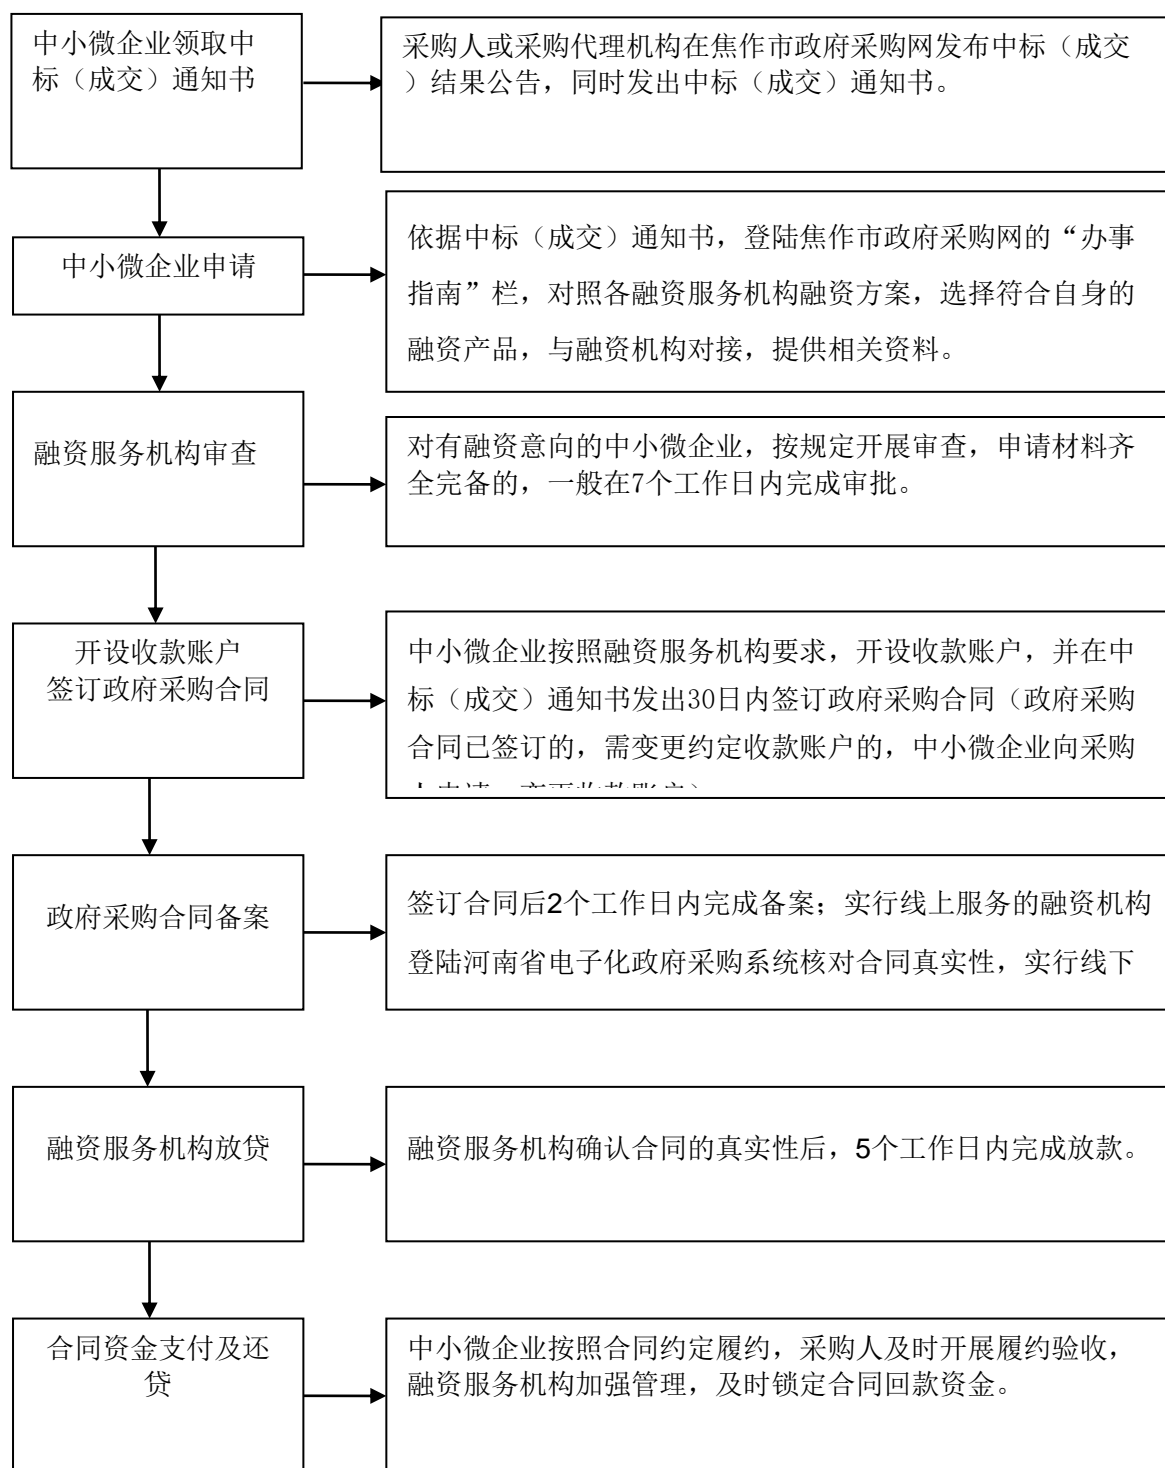 中小微企业领取中
标（成交）通知书
采购人或采购代理机构在焦作市政府采购网发布中标（成交
）结果公告，同时发出中标（成交）通知书。
中小微企业申请
依据中标（成交）通知书，登陆焦作市政府采购网的“办事
指南”栏，对照各融资服务机构融资方案，选择符合自身的
融资产品，与融资机构对接，提供相关资料。
融资服务机构审查
对有融资意向的中小微企业，按规定开展审查，申请材料齐
全完备的，一般在7个工作日内完成审批。
开设收款账户
签订政府采购合同
中小微企业按照融资服务机构要求，开设收款账户，并在中
标（成交）通知书发出30日内签订政府采购合同（政府采购
合同已签订的，需变更约定收款账户的，中小微企业向采购
政府采购合同备案
签订合同后2个工作日内完成备案；实行线上服务的融资机构
登陆河南省电子化政府采购系统核对合同真实性，实行线下
融资服务机构放贷
融资服务机构确认合同的真实性后，5个工作日内完成放款。
合同资金支付及还
贷
中小微企业按照合同约定履约，采购人及时开展履约验收，
融资服务机构加强管理，及时锁定合同回款资金。